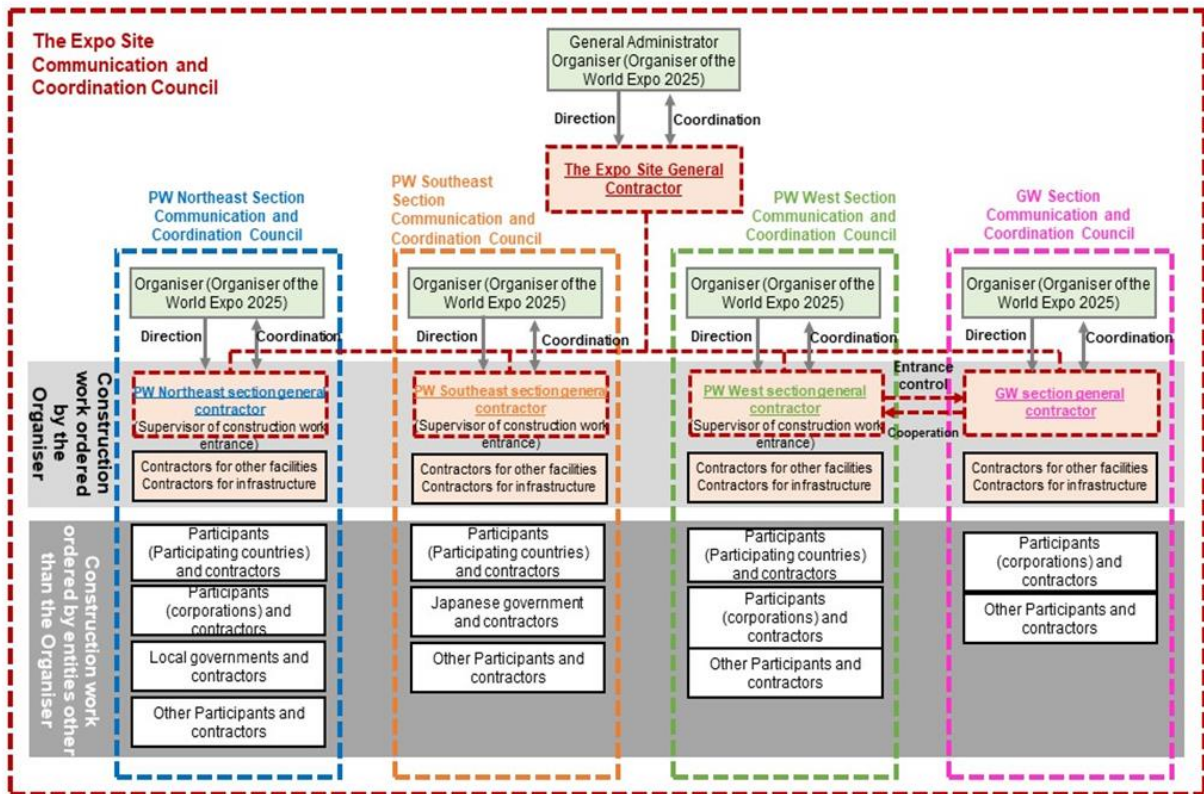 The Expo Site
Communication and
Coordination Council
General Administrator
Organiser (Organiser of the
World Expo 2025)
Direction
Coordination
The Expo Site General
Contractor
PW Northeast Section
Communication and
Coordination Council
PW Southeast
Section
Communication and
Coordination Council
PW West Section
Communication and
Coordination Council
GW Section
Communication and
Coordination Council
Organiser (Organiser of the
World Expo 2025)
Organiser (Organiser of the
World Expo 2025)
Organiser (Organiser of the
World Expo 2025)
Organiser (Organiser of the
World Expo 2025)
Direction
Coordination
Direction
Coordination
Direction
Coordination
Direction
Coordination
Construction
work ordered
by the
Organiser
PW Northeast section general
contractor
(Supervisor of construction work
entrance)
PW Southeast section general
contractor
(Supervisor of construction work
entrance)
PW West section general
contractor
(Supervisor of construction work
entrance)
Entrance
control
Cooperation
GW section general
contractor
Contractors for other facilities
Contractors for infrastructure
Contractors for other facilities
Contractors for infrastructure
Contractors for other facilities
Contractors for infrastructure
Contractors for other facilities
Contractors for infrastructure
Construction work
ordered by entities other
than the Organiser
Participants
(Participating countries)
and contractors
Participants
(corporations) and
contractors
Local governments and
contractors
Other Participants and
contractors
Participants
(Participating countries)
and contractors
Japanese government
and contractors
Other Participants and
contractors
Participants
(Participating countries)
and contractors
Participants
(corporations) and
contractors
Other Participants and
contractors
Participants
(corporations) and
contractors
Other Participants and
contractors